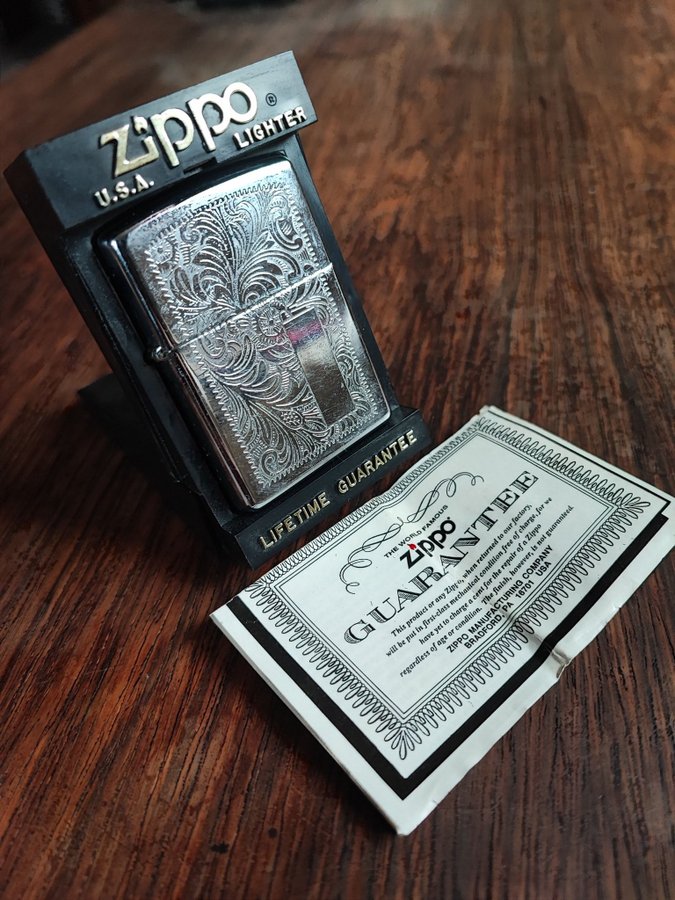 Zippo ®
LIGHTER
U.S.A.
LIFETIME GUARANTEE
THE WORLD FAMOUS
Zippo®
GUARANTEE
This product or any Zippo, when returned to our factory,
will be put in first-class mechanical condition free of charge, for we
have yet to charge a cent for the repair of a Zippo
regardless of age or condition. The finish, however, is not guaranteed.
ZIPPO MANUFACTURING COMPANY
BRADFORD, PA 16701 USA